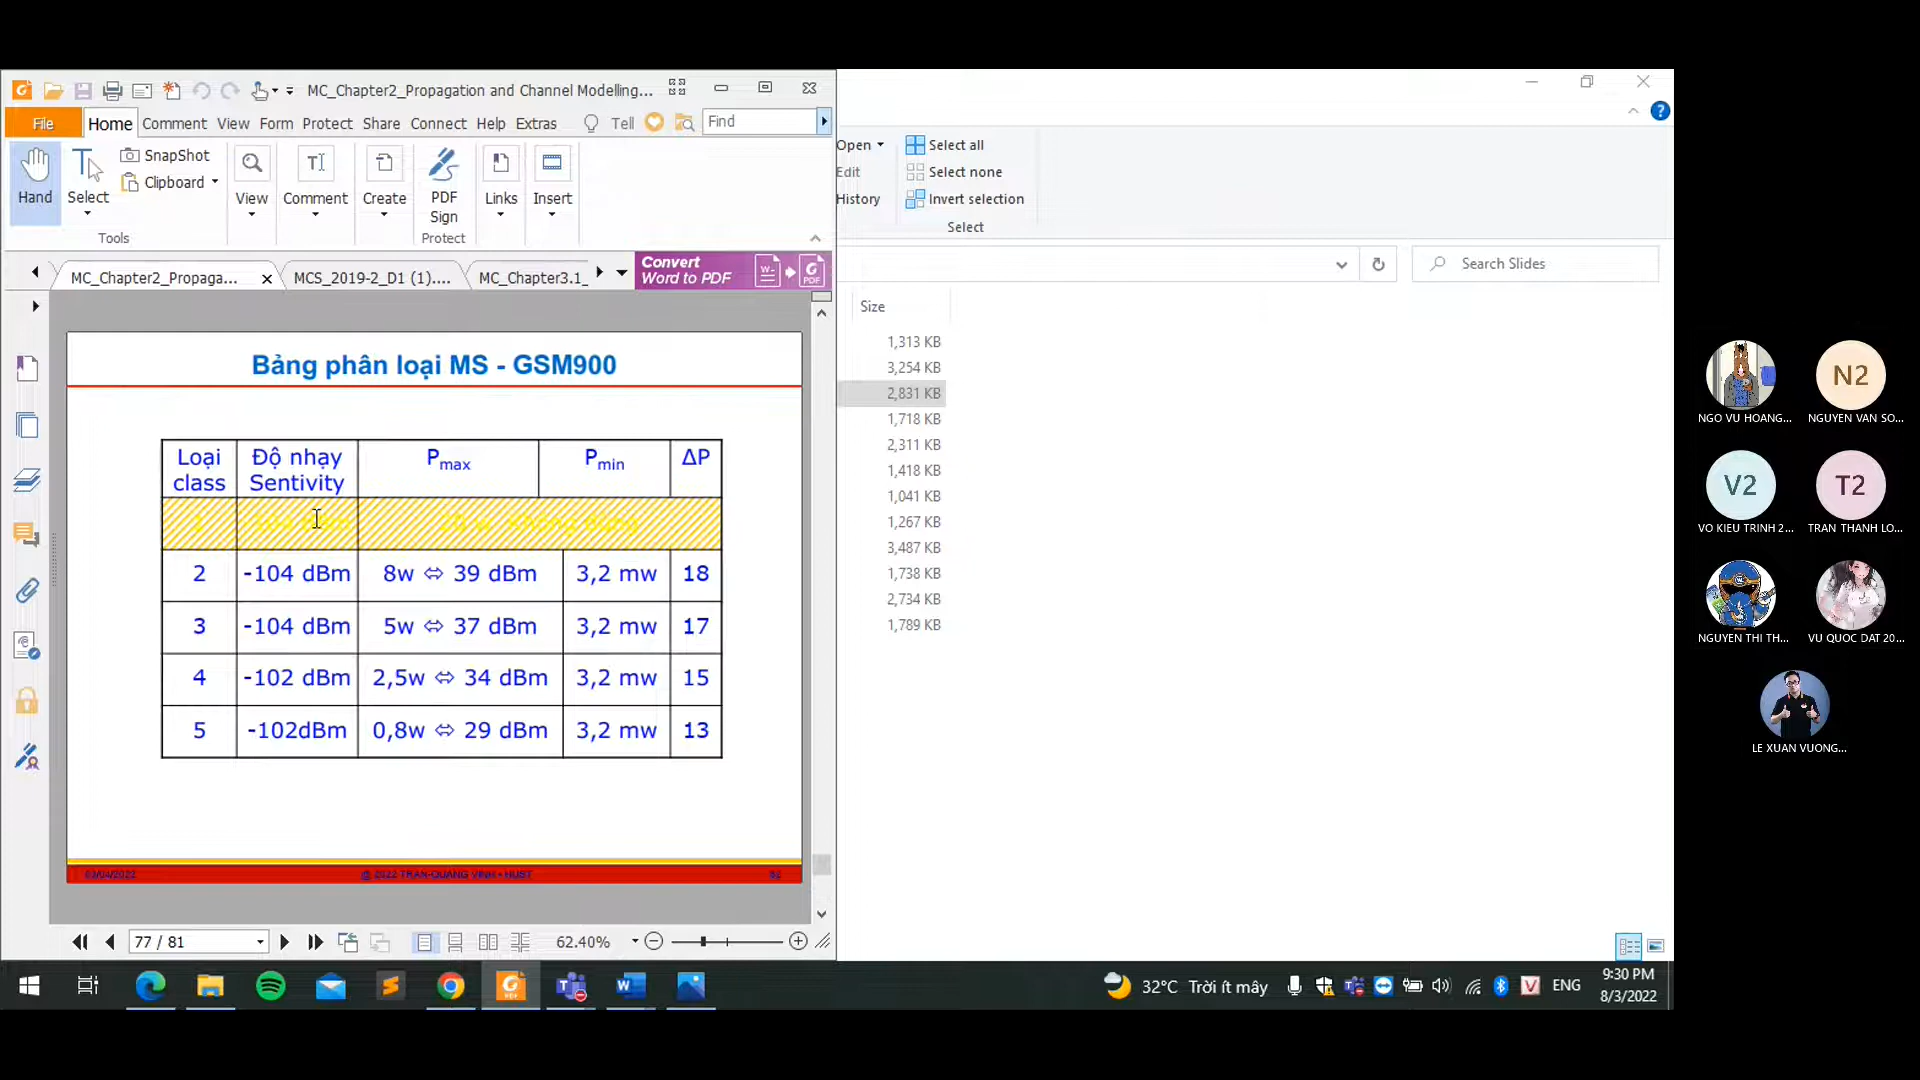 MC_Chapter2_Propagation and Channel Modelling...
File Home Comment View Form Protect Share Connect Help Extras Tell Find
Hand
Select
SnapShot
Clipboard
View
Comment
Create
PDF
Sign
Links
Insert
Tools
Protect
MC_Chapter2_Propaga...
MCS_2019-2_D1 (1)....
MC_Chapter3.1_
Convert
Word to PDF
Bảng phân loại MS - GSM900
Loại class Độ nhạy Sentivity Pmax Pmin ΔP
2 -104 dBm 8w ⇔ 39 dBm 3,2 mw 18
3 -104 dBm 5w ⇔ 37 dBm 3,2 mw 17
4 -102 dBm 2,5w ⇔ 34 dBm 3,2 mw 15
5 -102dBm 0,8w ⇔ 29 dBm 3,2 mw 13
03/04/2022 @ 2022 TRAN-QUANG VINH - HUST 82
77 / 81
62.40%
Open
Edit
History
Select all
Select none
Invert selection
Select
Search Slides
Size
1,313 KB
3,254 KB
2,831 KB
1,718 KB
2,311 KB
1,418 KB
1,041 KB
1,267 KB
3,487 KB
1,738 KB
2,734 KB
1,789 KB
32°C Trời ít mây
ENG
9:30 PM
8/3/2022
N2
NGO VU HOANG... NGUYEN VAN SO...
V2 T2
VO KIEU TRINH 2... TRAN THANH LO...
NGUYEN THI TH... VU QUOC DAT 20...
LE XUAN VUONG...